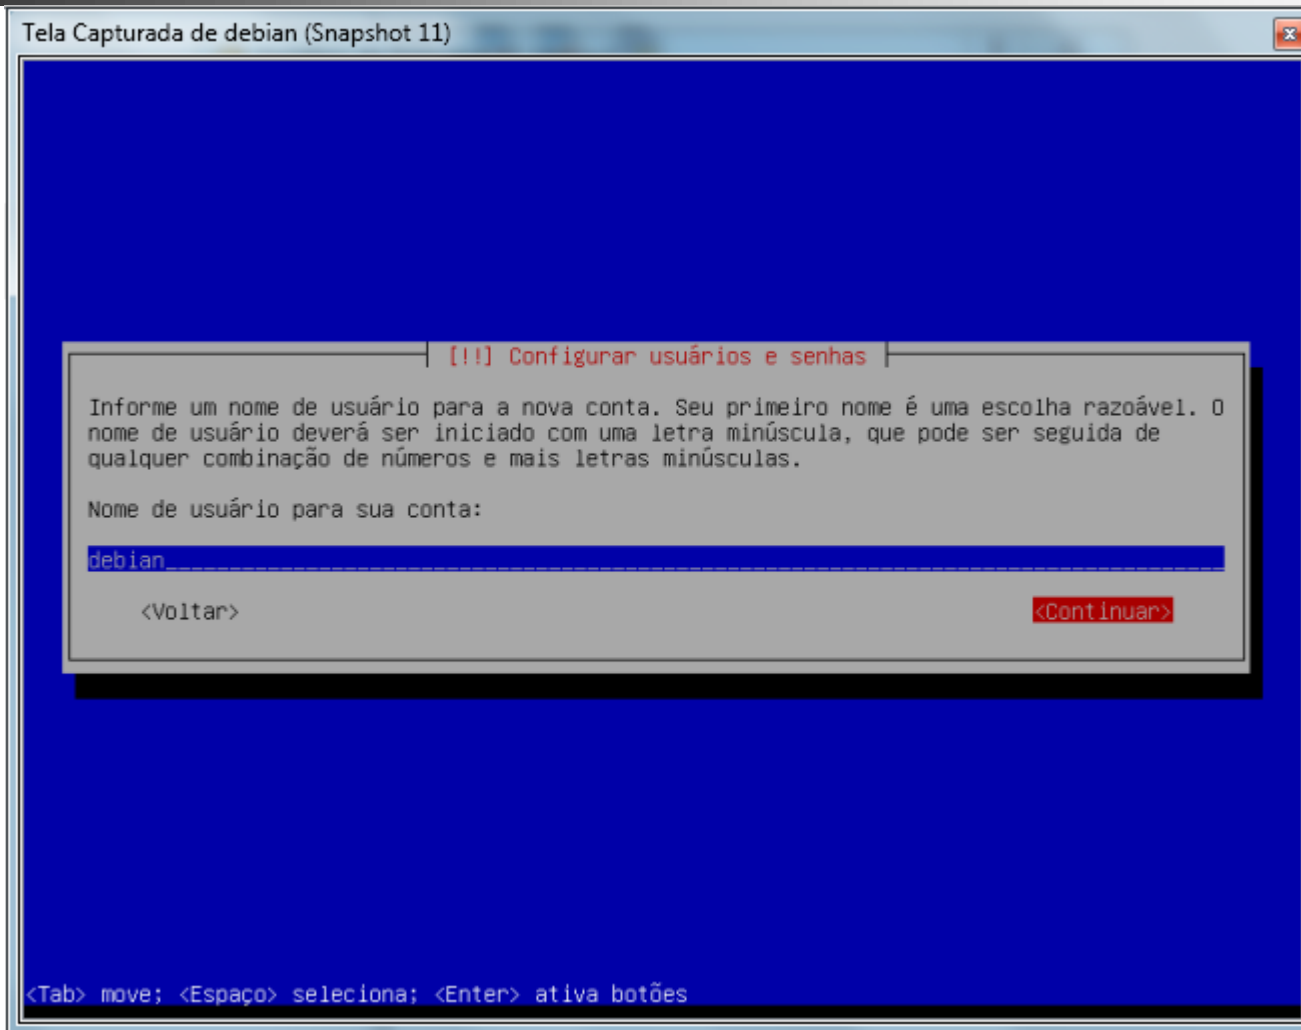 Tela Capturada de debian (Snapshot 11)
[!!] Configurar usuários e senhas
Informe um nome de usuário para a nova conta. Seu primeiro nome é uma escolha razoável. O
nome de usuário deverá ser iniciado com uma letra minúscula, que pode ser seguida de
qualquer combinação de números e mais letras minúsculas.
Nome de usuário para sua conta:
debian
<Voltar> <Continuar>
<Tab> move; <Espaço> seleciona; <Enter> ativa botões